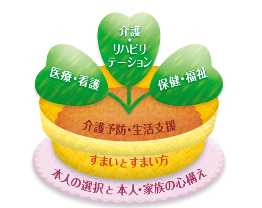 介護・
リハビリ
テーション
医療・看護
保健・福祉
介護予防・生活支援
すまいとすまい方
本人の選択と本人・家族の心構え